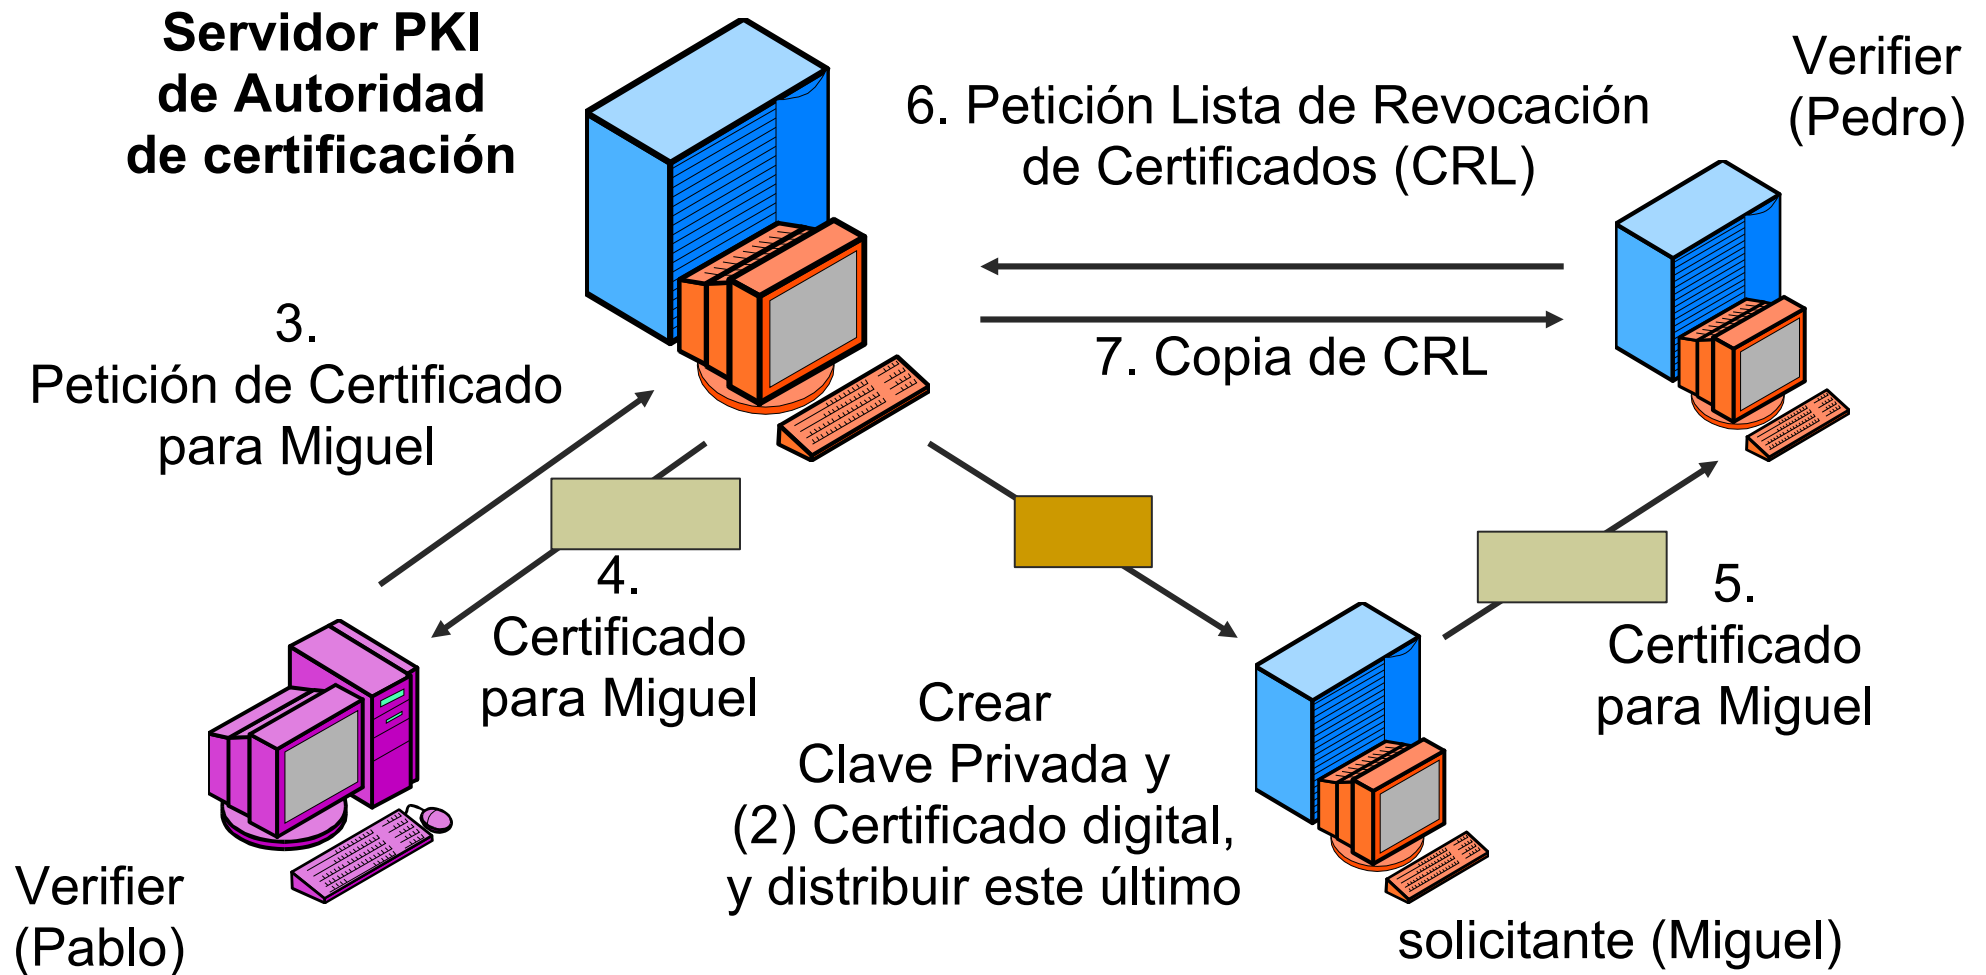 Servidor PKI
de Autoridad
de certificación
6. Petición Lista de Revocación
de Certificados (CRL)
Verifier
(Pedro)
7. Copia de CRL
3.
Petición de Certificado
para Miguel
4.
Certificado
para Miguel
5.
Certificado
para Miguel
Crear
Clave Privada y
(2) Certificado digital,
y distribuir este último
Verifier
(Pablo)
solicitante (Miguel)